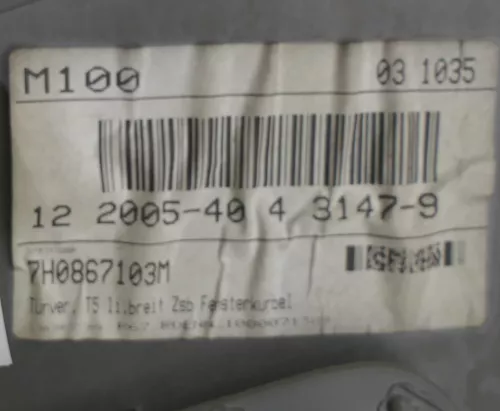 M100 03 1035
12 2005-40 4 3147-9
7H0867103M
Türver. T5 li.breit Zsb Fensterkurbel